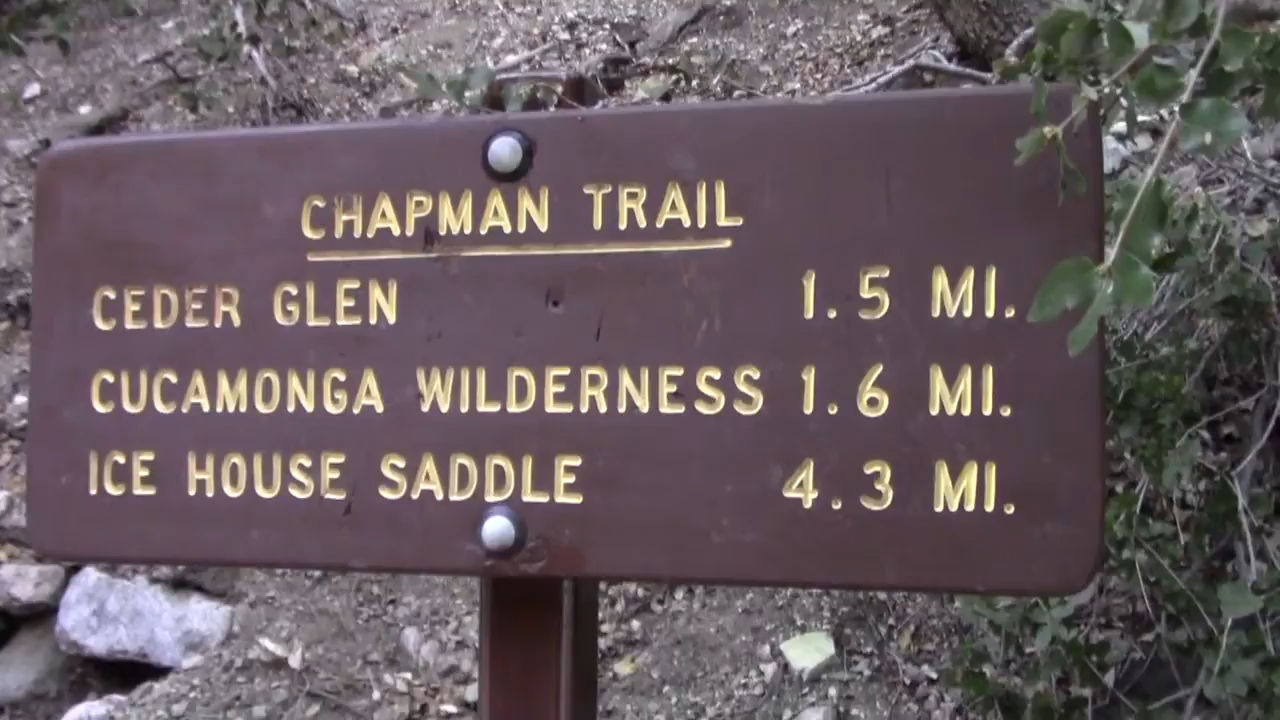 CHAPMAN TRAIL
CEDER GLEN 1.5 MI.
CUCAMONGA WILDERNESS 1.6 MI.
ICE HOUSE SADDLE 4.3 MI.